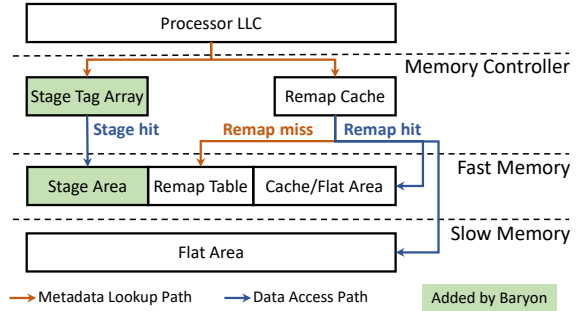 Processor LLC
Memory Controller
Stage Tag Array
Remap Cache
Stage hit
Remap miss
Remap hit
Fast Memory
Stage Area
Remap Table
Cache/Flat Area
Slow Memory
Flat Area
Metadata Lookup Path
Data Access Path
Added by Baryon